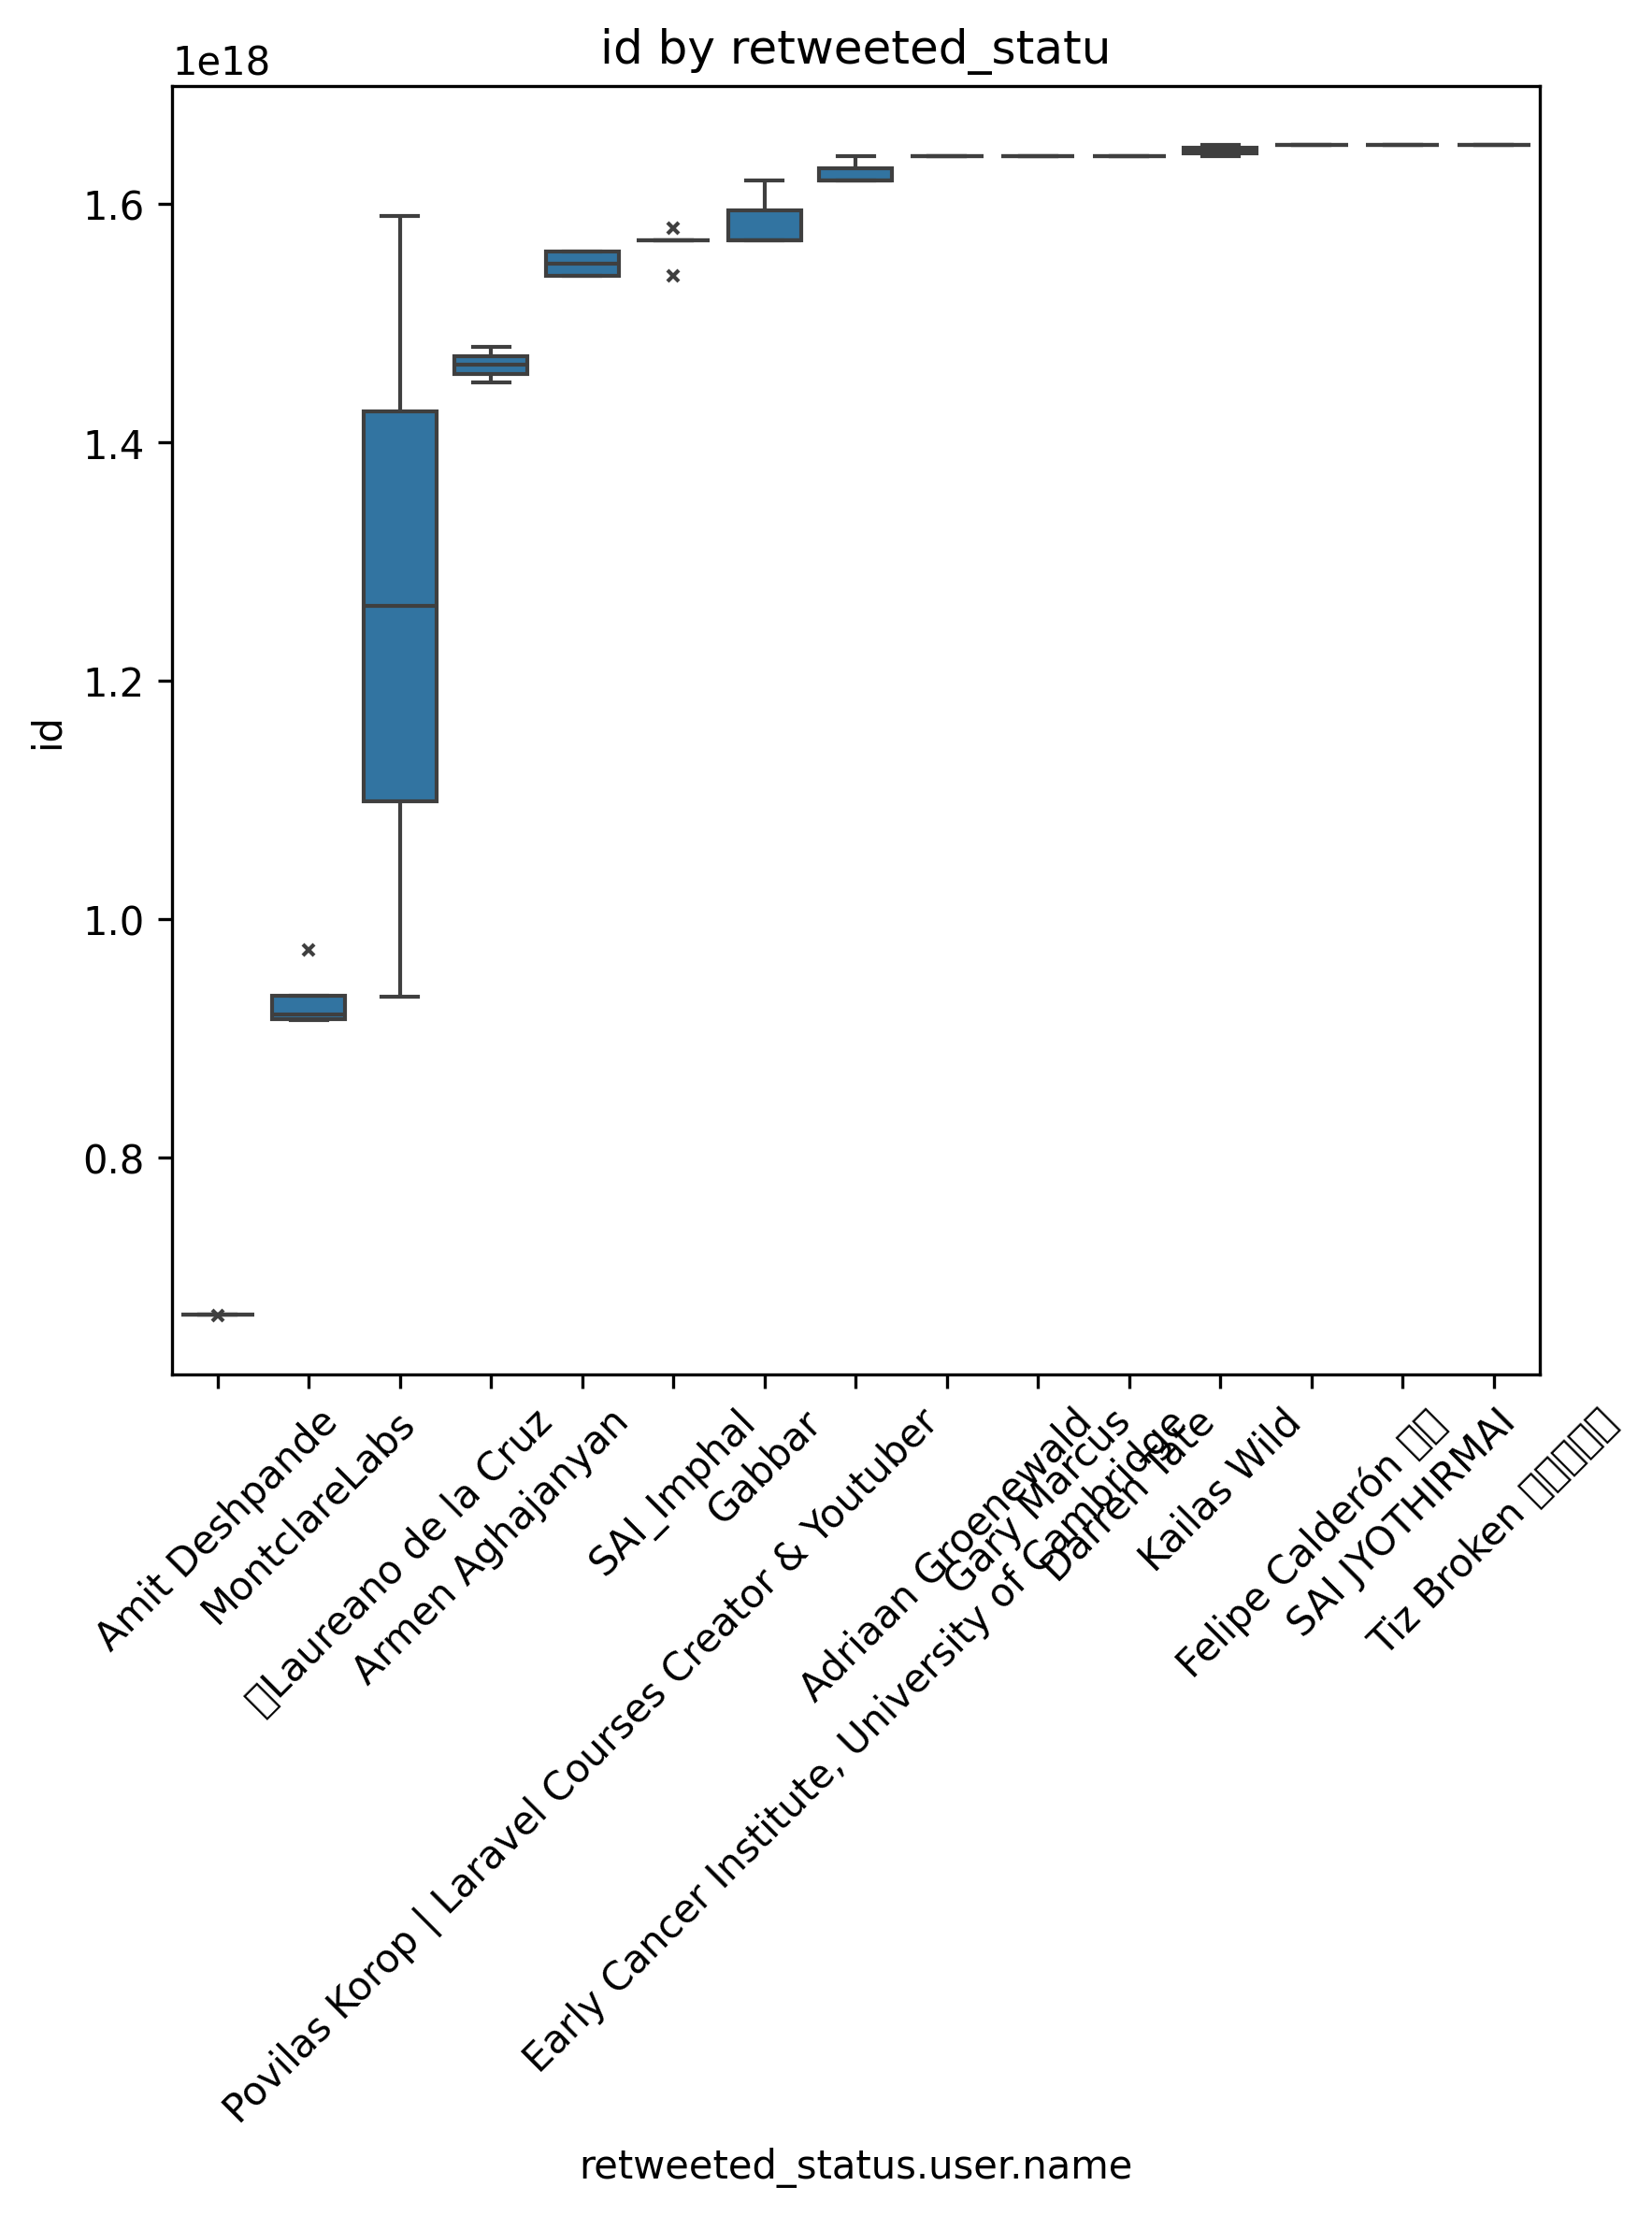 id by retweeted_statu
1e18
1.6
1.4
1.2
1.0
0.8
id
Amit Deshpande
MontclareLabs
▯Laureano de la Cruz
Armen Aghajanyan
SAI_Imphal
Gabbar
Povilas Korop | Laravel Courses Creator & Youtuber
Adriaan Groenewald
Gary Marcus
Early Cancer Institute, University of Cambridge
Darren Tate
Kailas Wild
Felipe Calderón ▯▯
SAI JYOTHIRMAI
Tiz Broken ▯▯▯▯▯
retweeted_status.user.name